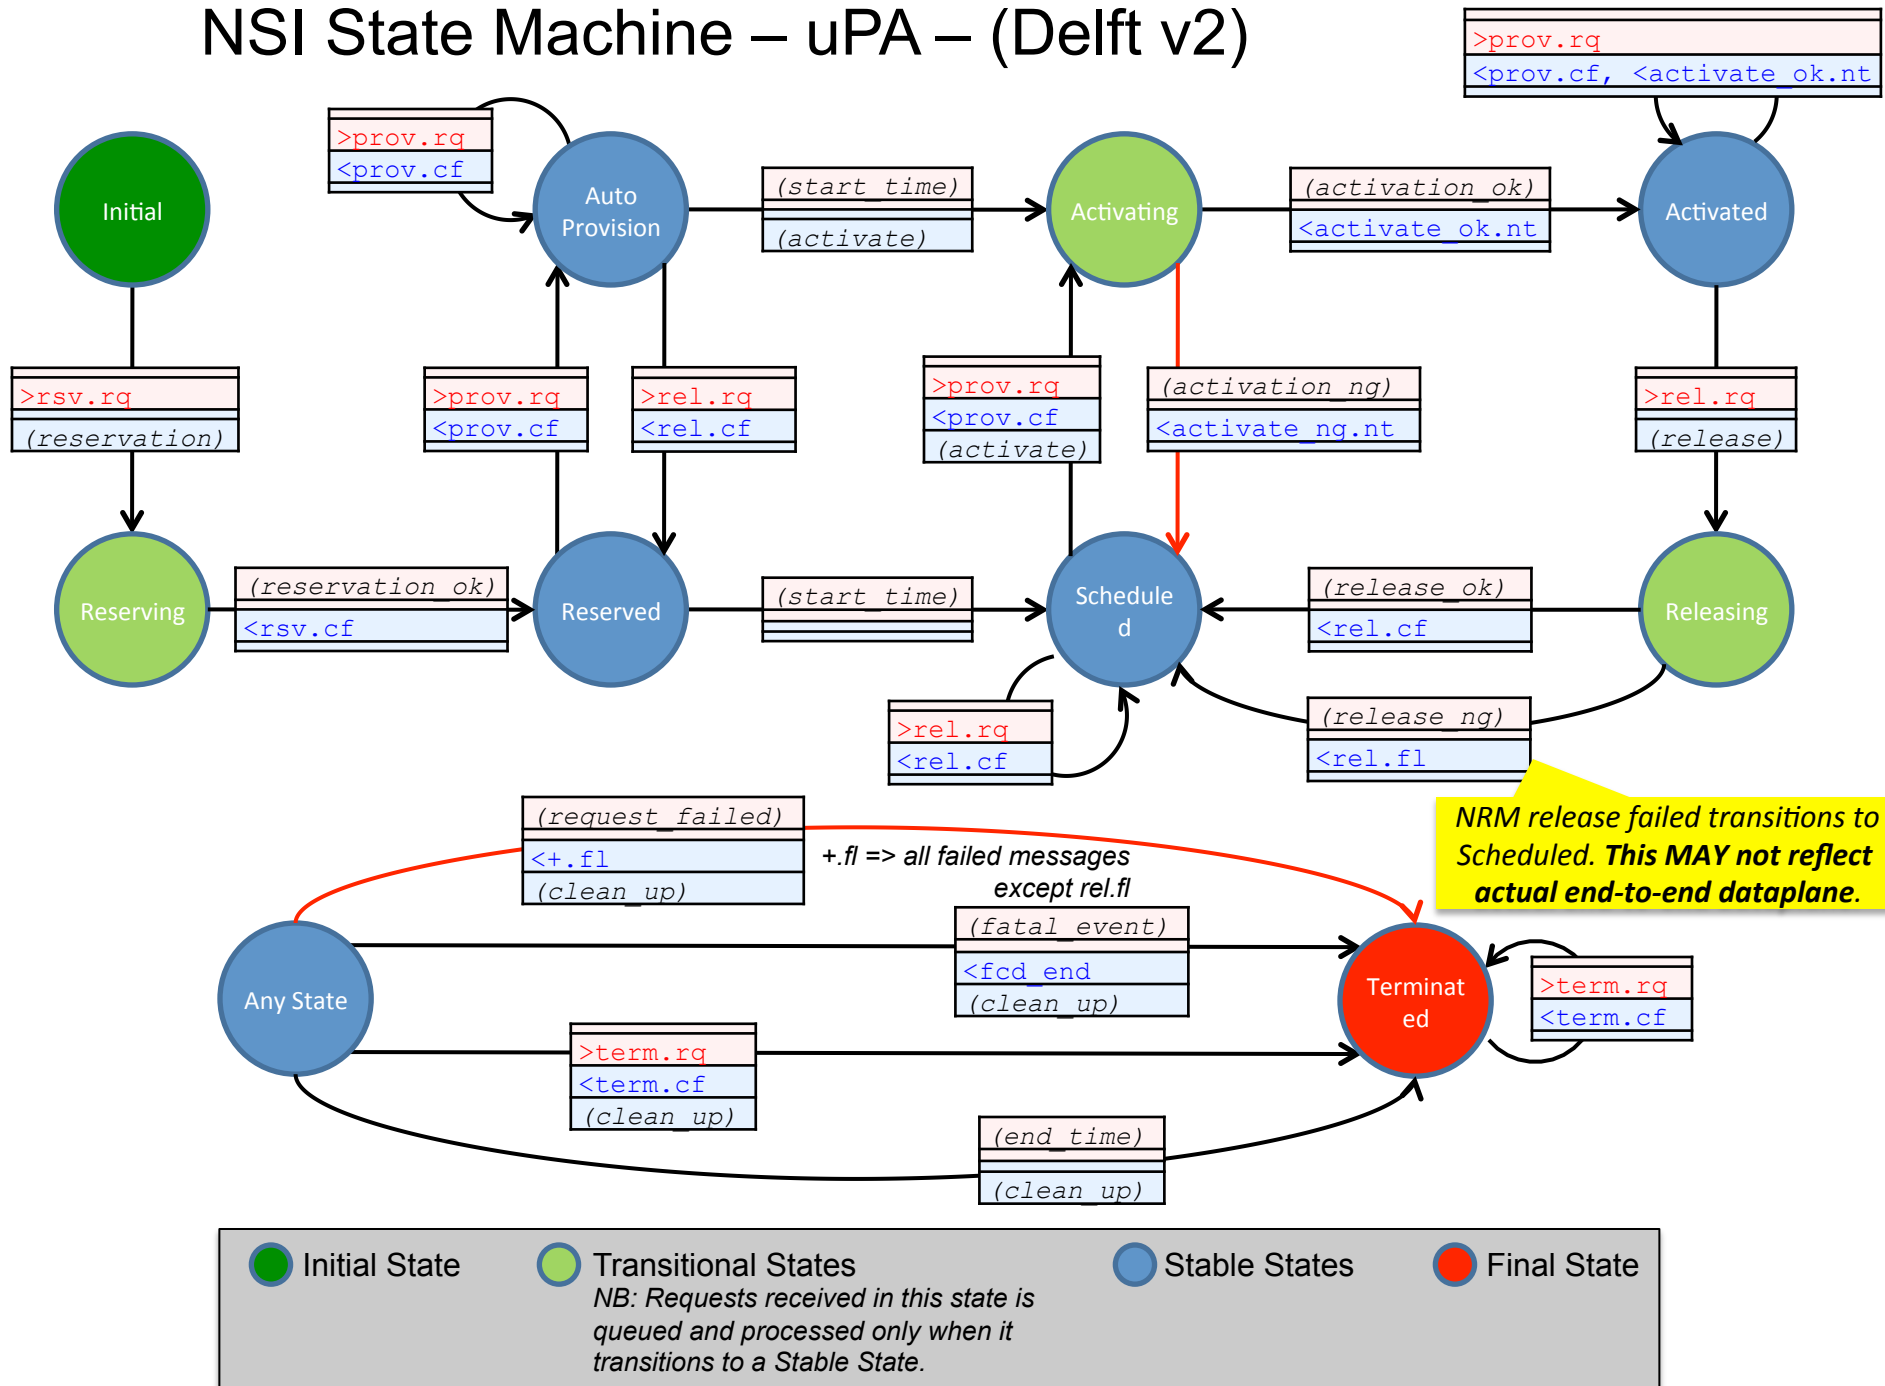 NSI State Machine – uPA – (Delft v2)
>prov.rq
<prov.cf, <activate_ok.nt
>prov.rq
<prov.cf
Initial
Auto
Provision
(start_time)
(activate)
Activating
(activation_ok)
<activate_ok.nt
Activated
>rsv.rq
(reservation)
>prov.rq
<prov.cf
>rel.rq
<rel.cf
>prov.rq
<prov.cf
(activate)
(activation_ng)
<activate_ng.nt
>rel.rq
(release)
Reserving
(reservation_ok)
<rsv.cf
Reserved
(start_time)
Schedule
d
(release_ok)
<rel.cf
Releasing
>rel.rq
<rel.cf
(release_ng)
<rel.fl
NRM release failed transitions to
Scheduled. This MAY not reflect
actual end-to-end dataplane.
(request_failed)
<+.fl
(clean_up)
+.fl => all failed messages
except rel.fl
(fatal_event)
<fcd_end
(clean_up)
Any State
Terminat
ed
>term.rq
<term.cf
>term.rq
<term.cf
(clean_up)
(end_time)
(clean_up)
Initial State
Transitional States
NB: Requests received in this state is
queued and processed only when it
transitions to a Stable State.
Stable States
Final State